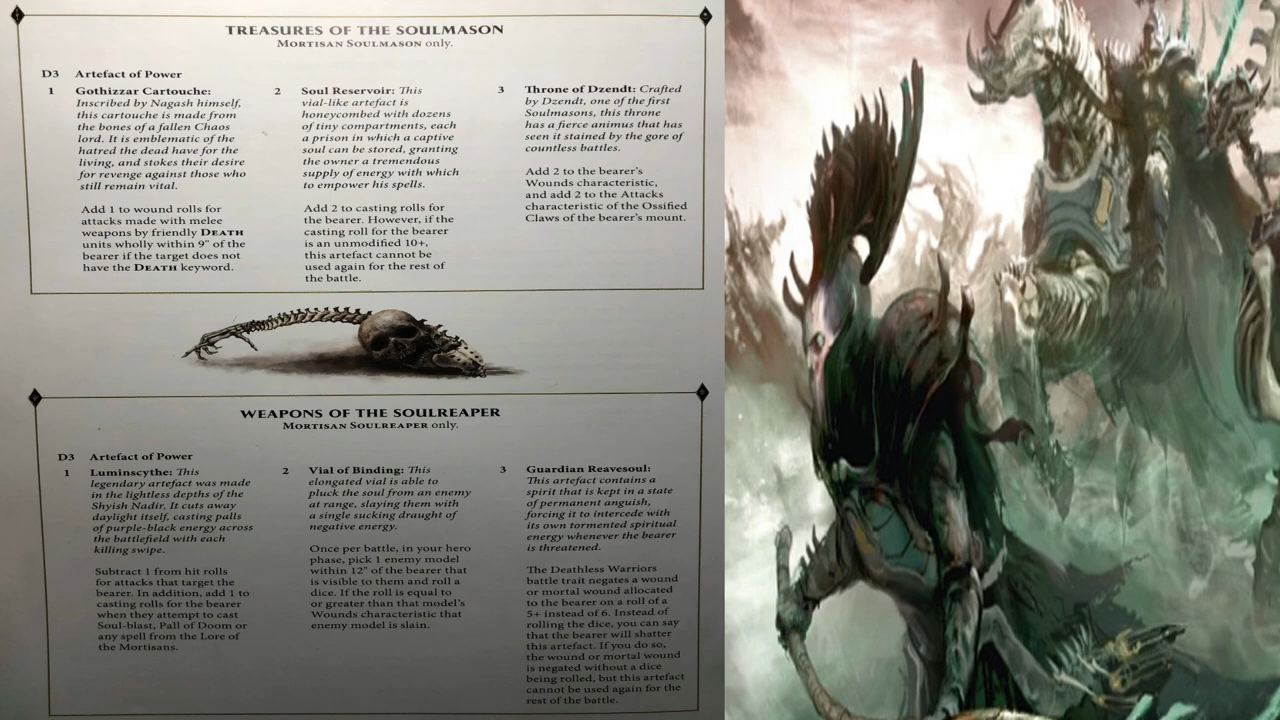 TREASURES OF THE SOULMASON
MORTISAN SOULMASON only.
D3 Artefact of Power
1 Gothizzar Cartouche:
Inscribed by Nagash himself,
this cartouche is made from
the bones of a fallen Chaos
lord. It is emblematic of the
hatred the dead have for the
living, and stokes their desire
for revenge against those who
still remain vital.
Add 1 to wound rolls for
attacks made with melee
weapons by friendly DEATH
units wholly within 9" of the
bearer if the target does not
have the DEATH keyword.
2 Soul Reservoir: This
vial-like artefact is
honeycombed with dozens
of tiny compartments, each
a prison in which a captive
soul can be stored, granting
the owner a tremendous
supply of energy with which
to empower his spells.
Add 2 to casting rolls for
the bearer. However, if the
casting roll for the bearer
is an unmodified 10+,
this artefact cannot be
used again for the rest of
the battle.
3 Throne of Dzendt: Crafted
by Dzendt, one of the first
Soulmasons, this throne
has a fierce animus that has
seen it stained by the gore of
countless battles.
Add 2 to the bearer's
Wounds characteristic,
and add 2 to the Attacks
characteristic of the Ossified
Claws of the bearer's mount.
WEAPONS OF THE SOULREAPER
MORTISAN SOULREAPER only.
D3 Artefact of Power
1 Luminscythe: This
legendary artefact was made
in the lightless depths of the
Shyish Nadir. It cuts away
daylight itself, casting palls
of purple-black energy across
the battlefield with each
killing swipe.
Subtract 1 from hit rolls
for attacks that target the
bearer. In addition, add 1 to
casting rolls for the bearer
when they attempt to cast
Soul-blast, Pall of Doom or
any spell from the Lore of
the Mortisans.
2 Vial of Binding: This
elongated vial is able to
pluck the soul from an enemy
at range, slaying them with
a single sucking draught of
negative energy.
Once per battle, in your hero
phase, pick 1 enemy model
within 12" of the bearer that
is visible to them and roll a
dice. If the roll is equal to
or greater than that model's
Wounds characteristic that
enemy model is slain.
3 Guardian Reavesoul:
This artefact contains a
spirit that is kept in a state
of permanent anguish,
forcing it to intercede with
its own tormented spiritual
energy whenever the bearer
is threatened.
The Deathless Warriors
battle trait negates a wound
or mortal wound allocated
to the bearer on a roll of a
5+ instead of 6. Instead of
rolling the dice, you can say
that the bearer will shatter
this artefact. If you do so,
the wound or mortal wound
is negated without a dice
being rolled, but this artefact
cannot be used again for the
rest of the battle.